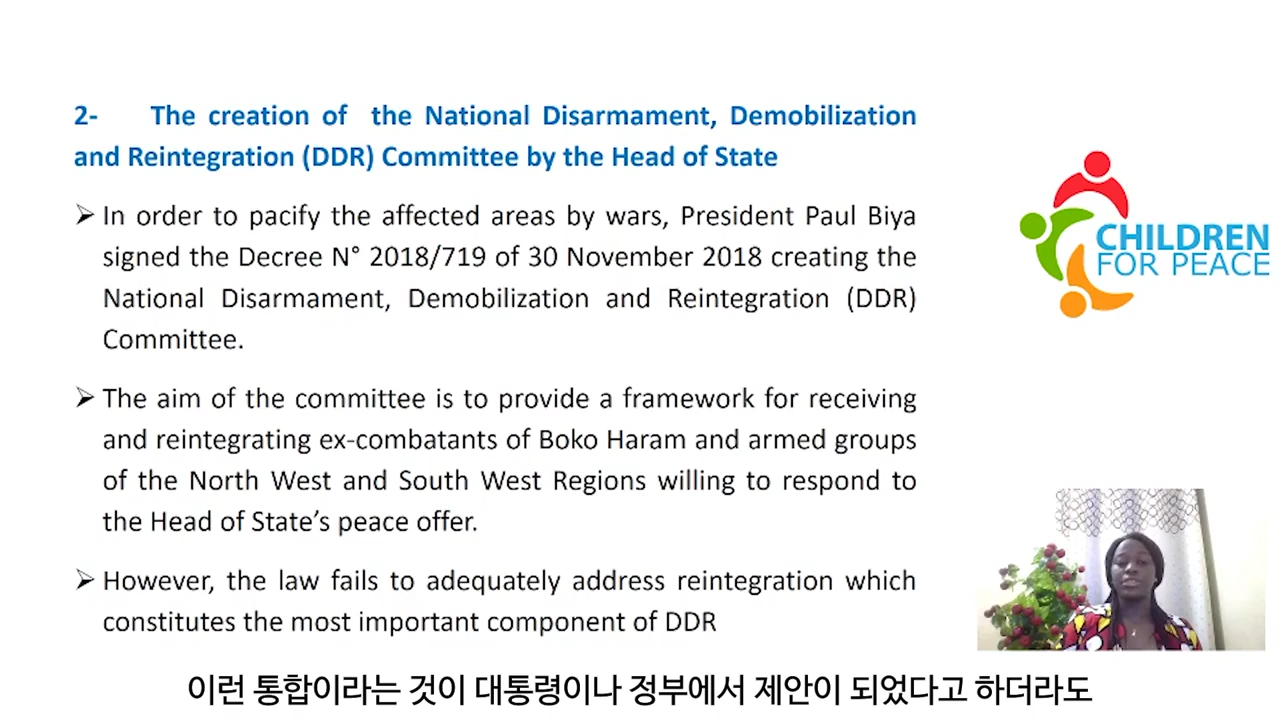 2- The creation of the National Disarmament, Demobilization
and Reintegration (DDR) Committee by the Head of State
➢ In order to pacify the affected areas by wars, President Paul Biya
signed the Decree N° 2018/719 of 30 November 2018 creating the
National Disarmament, Demobilization and Reintegration (DDR)
Committee.
➢ The aim of the committee is to provide a framework for receiving
and reintegrating ex-combatants of Boko Haram and armed groups
of the North West and South West Regions willing to respond to
the Head of State's peace offer.
➢ However, the law fails to adequately address reintegration which
constitutes the most important component of DDR
CHILDREN
FOR PEACE
이런 통합이라는 것이 대통령이나 정부에서 제안이 되었다고 하더라도